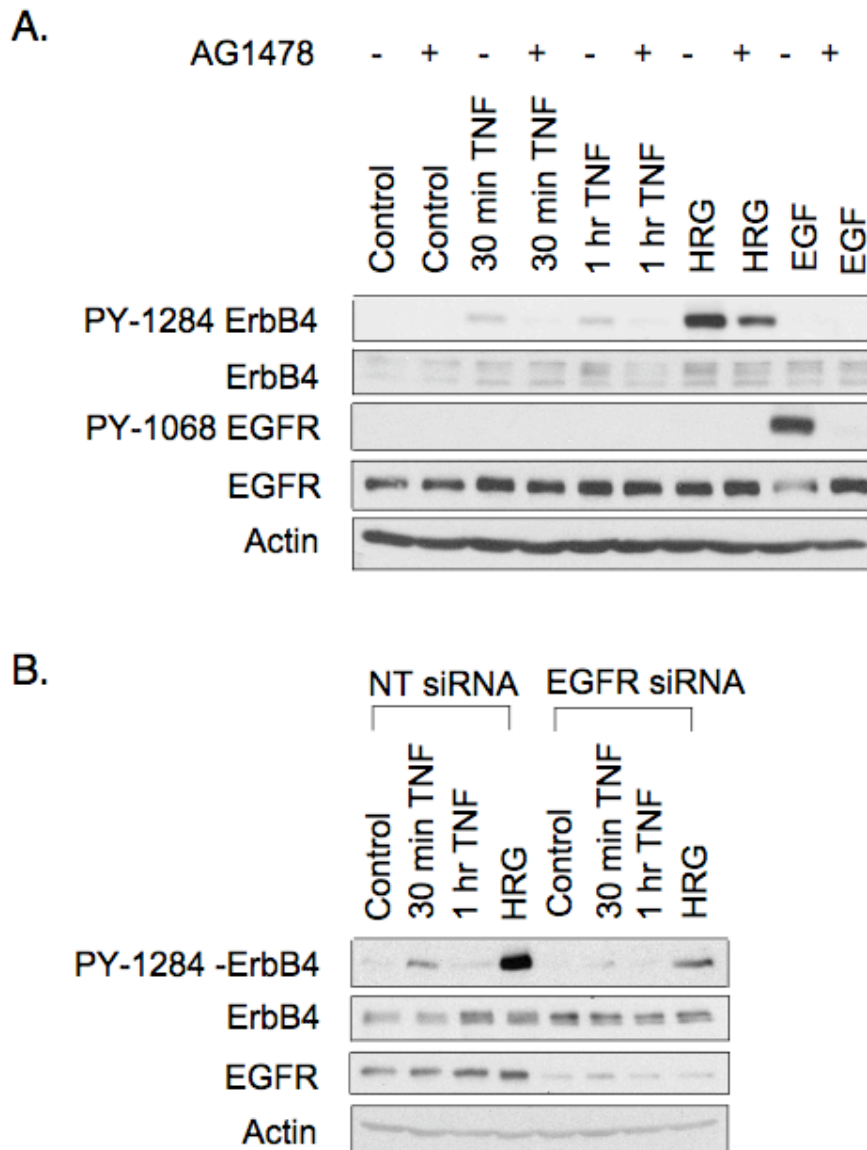 A.
AG1478 - + - + - + - + - +
Control Control 30 min TNF 30 min TNF 1 hr TNF 1 hr TNF HRG HRG EGF EGF
PY-1284 ErbB4
ErbB4
PY-1068 EGFR
EGFR
Actin
B.
NT siRNA EGFR siRNA
Control 30 min TNF 1 hr TNF HRG Control 30 min TNF 1 hr TNF HRG
PY-1284 -ErbB4
ErbB4
EGFR
Actin